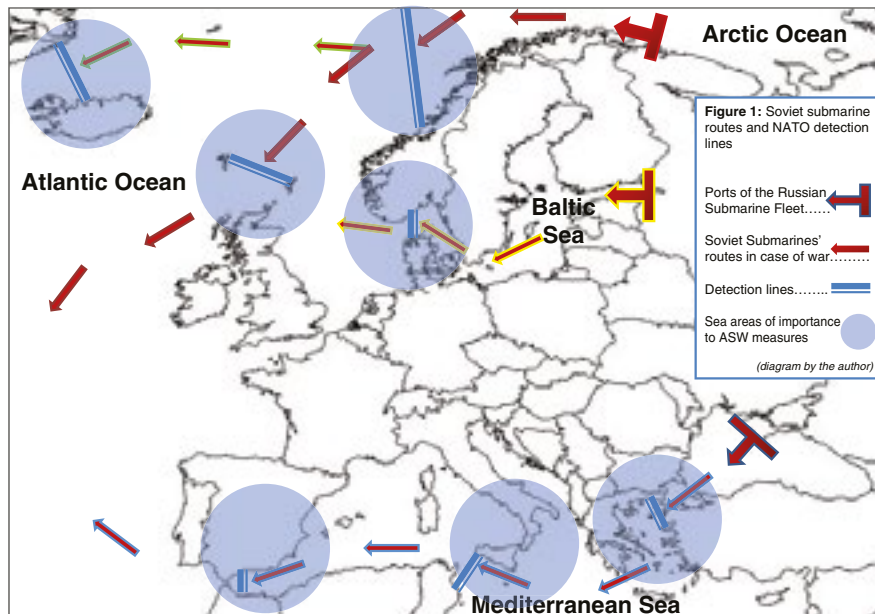 Arctic Ocean
Figure 1: Soviet submarine
routes and NATO detection
lines
Ports of the Russian
Submarine Fleet......
Soviet Submarines'
routes in case of war.........
Detection lines........
Sea areas of importance
to ASW measures
(diagram by the author)
Atlantic Ocean
Baltic
Sea
Mediterranean Sea